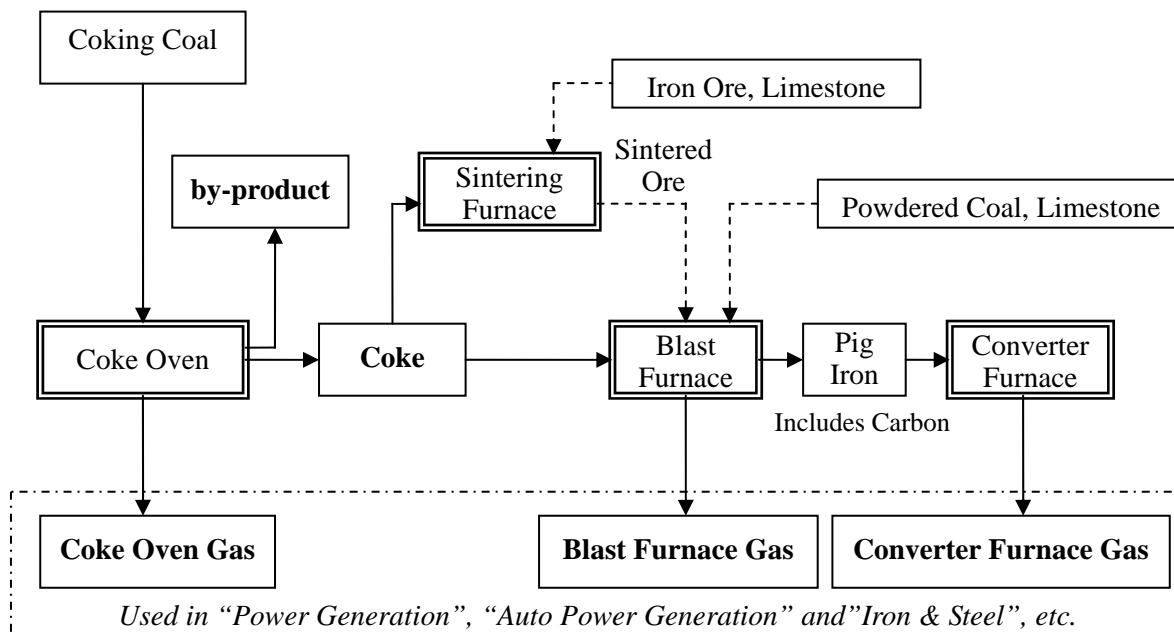 Coking Coal
Iron Ore, Limestone
by-product
Sintering
Furnace
Sintered
Ore
Powdered Coal, Limestone
Coke Oven
Coke
Blast
Furnace
Pig
Iron
Converter
Furnace
Includes Carbon
Coke Oven Gas
Blast Furnace Gas
Converter Furnace Gas
Used in “Power Generation”, “Auto Power Generation” and”Iron & Steel”, etc.